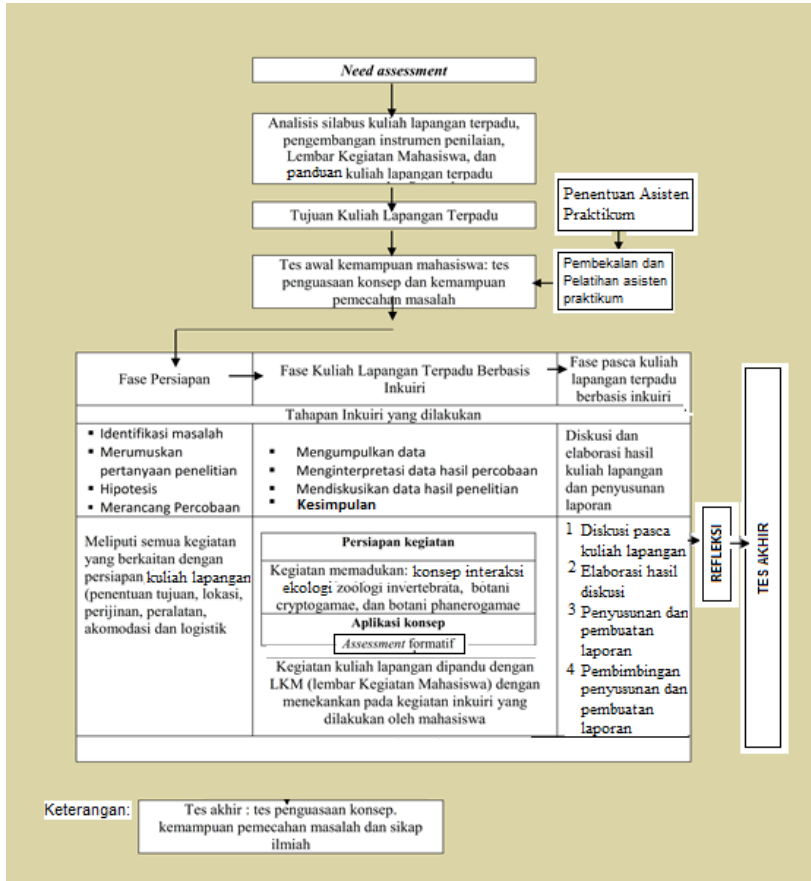 Need assessment
Analisis silabus kuliah lapangan terpadu,
pengembangan instrumen penilaian,
Lembar Kegiatan Mahasiswa, dan
panduan kuliah lapangan terpadu
Tujuan Kuliah Lapangan Terpadu
Penentuan Asisten
Praktikum
Tes awal kemampuan mahasiswa: tes
penguasaan konsep dan kemampuan
pemecahan masalah
Pembekalan dan
Pelatihan asisten
praktikum
Fase Persiapan
Fase Kuliah Lapangan Terpadu Berbasis
Inkuiri
Fase pasca kuliah
lapangan terpadu
berbasis inkuiri
Tahapan Inkuiri yang dilakukan
▪ Identifikasi masalah
▪ Merumuskan
pertanyaan penelitian
▪ Hipotesis
▪ Merancang Percobaan
▪ Mengumpulkan data
▪ Menginterpretasi data hasil percobaan
▪ Mendiskusikan data hasil penelitian
▪ Kesimpulan
Diskusi dan
elaborasi hasil
kuliah lapangan
dan penyusunan
laporan
Meliputi semua kegiatan
yang berkaitan dengan
persiapan kuliah lapangan
(penentuan tujuan, lokasi,
perijinan, peralatan,
akomodasi dan logistik
Persiapan kegiatan
Kegiatan memadukan: konsep interaksi
ekologi zoologi invertebrata, botani
cryptogamae, dan botani phanerogamae
Aplikasi konsep
Assessment formatif
Kegiatan kuliah lapangan dipandu dengan
LKM (lembar Kegiatan Mahasiswa) dengan
menekankan pada kegiatan inkuiri yang
dilakukan oleh mahasiswa
1 Diskusi pasca
kuliah lapangan
2 Elaborasi hasil
diskusi
3 Penyusunan dan
pembuatan
laporan
4 Pembimbingan
penyusunan dan
pembuatan
laporan
REFLEKSI
TES AKHIR
Keterangan:
Tes akhir : tes penguasaan konsep.
kemampuan pemecahan masalah dan sikap
ilmiah